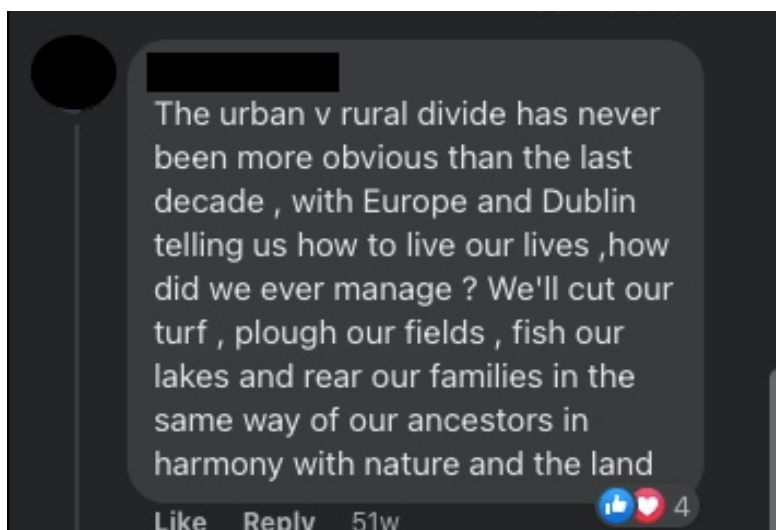 The urban v rural divide has never
been more obvious than the last
decade , with Europe and Dublin
telling us how to live our lives ,how
did we ever manage ? We'll cut our
turf , plough our fields , fish our
lakes and rear our families in the
same way of our ancestors in
harmony with nature and the land
4
Like Reply 51w